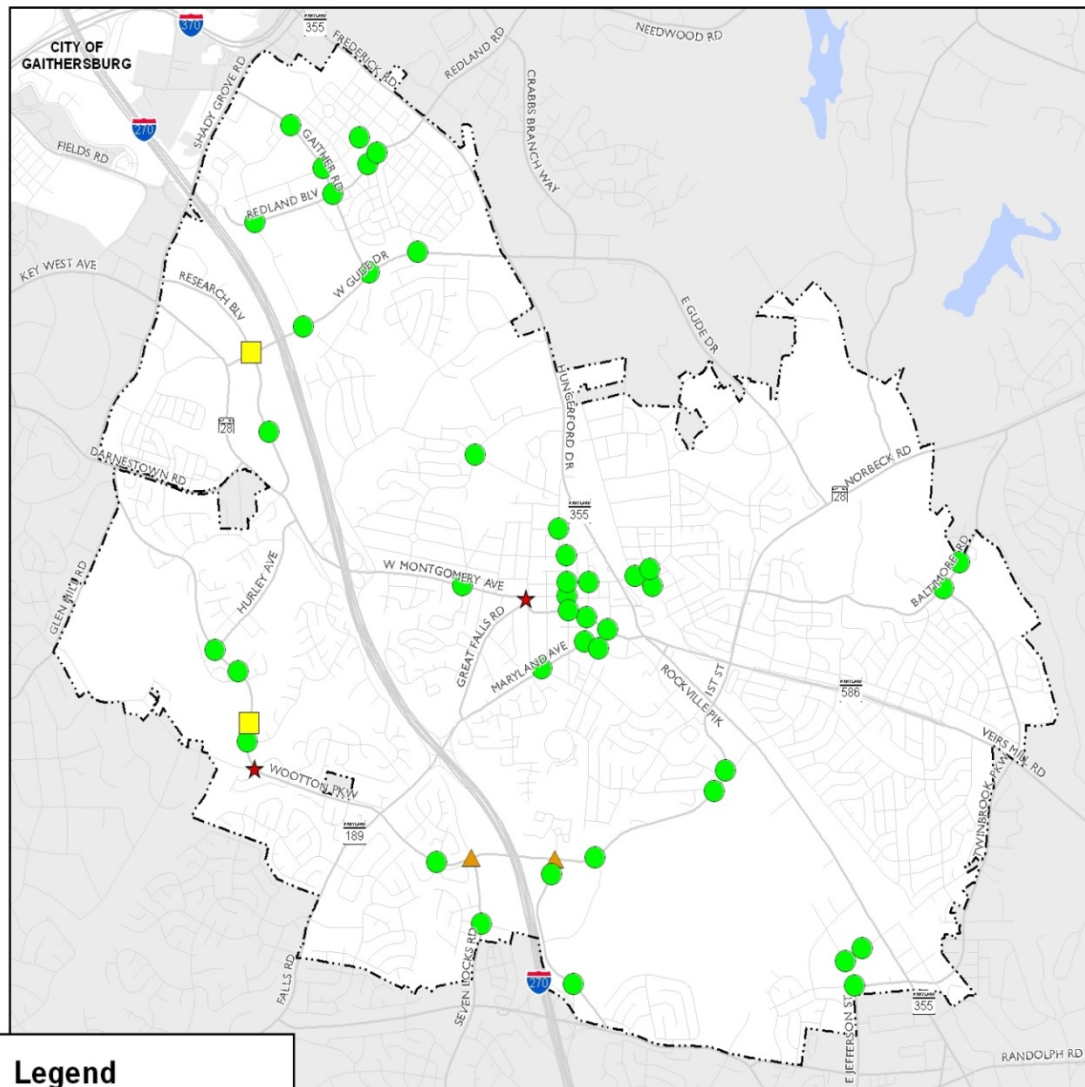 370
355
CITY OF
GAITHERSBURG
FREDERICK RD
REDLAND RD
NEEDWOOD RD
SHADY GROVE RD
CRABBS BRANCH WAY
270
FIELDS RD
GAITHER RD
REDLAND BLV
KEY WEST AVE
RESEARCH BLV
W GUDE DR
E GUDE DR
HUNGERFORD DR
28
DARNESTOWN RD
NORBECK RD
28
355
GLEN MILL RD
HURLEY AVE
W MONTGOMERY AVE
BALTIMORE RD
GREAT FALLS RD
MARYLAND AVE
ROCKVILLE PIK
1ST ST
586
VEIRS MILL RD
WOOTTON PKW
189
TWINBROOK PKW
FALLS RD
SEVEN LOCKS RD
270
E JEFFERSON ST
355
RANDOLPH RD
Legend